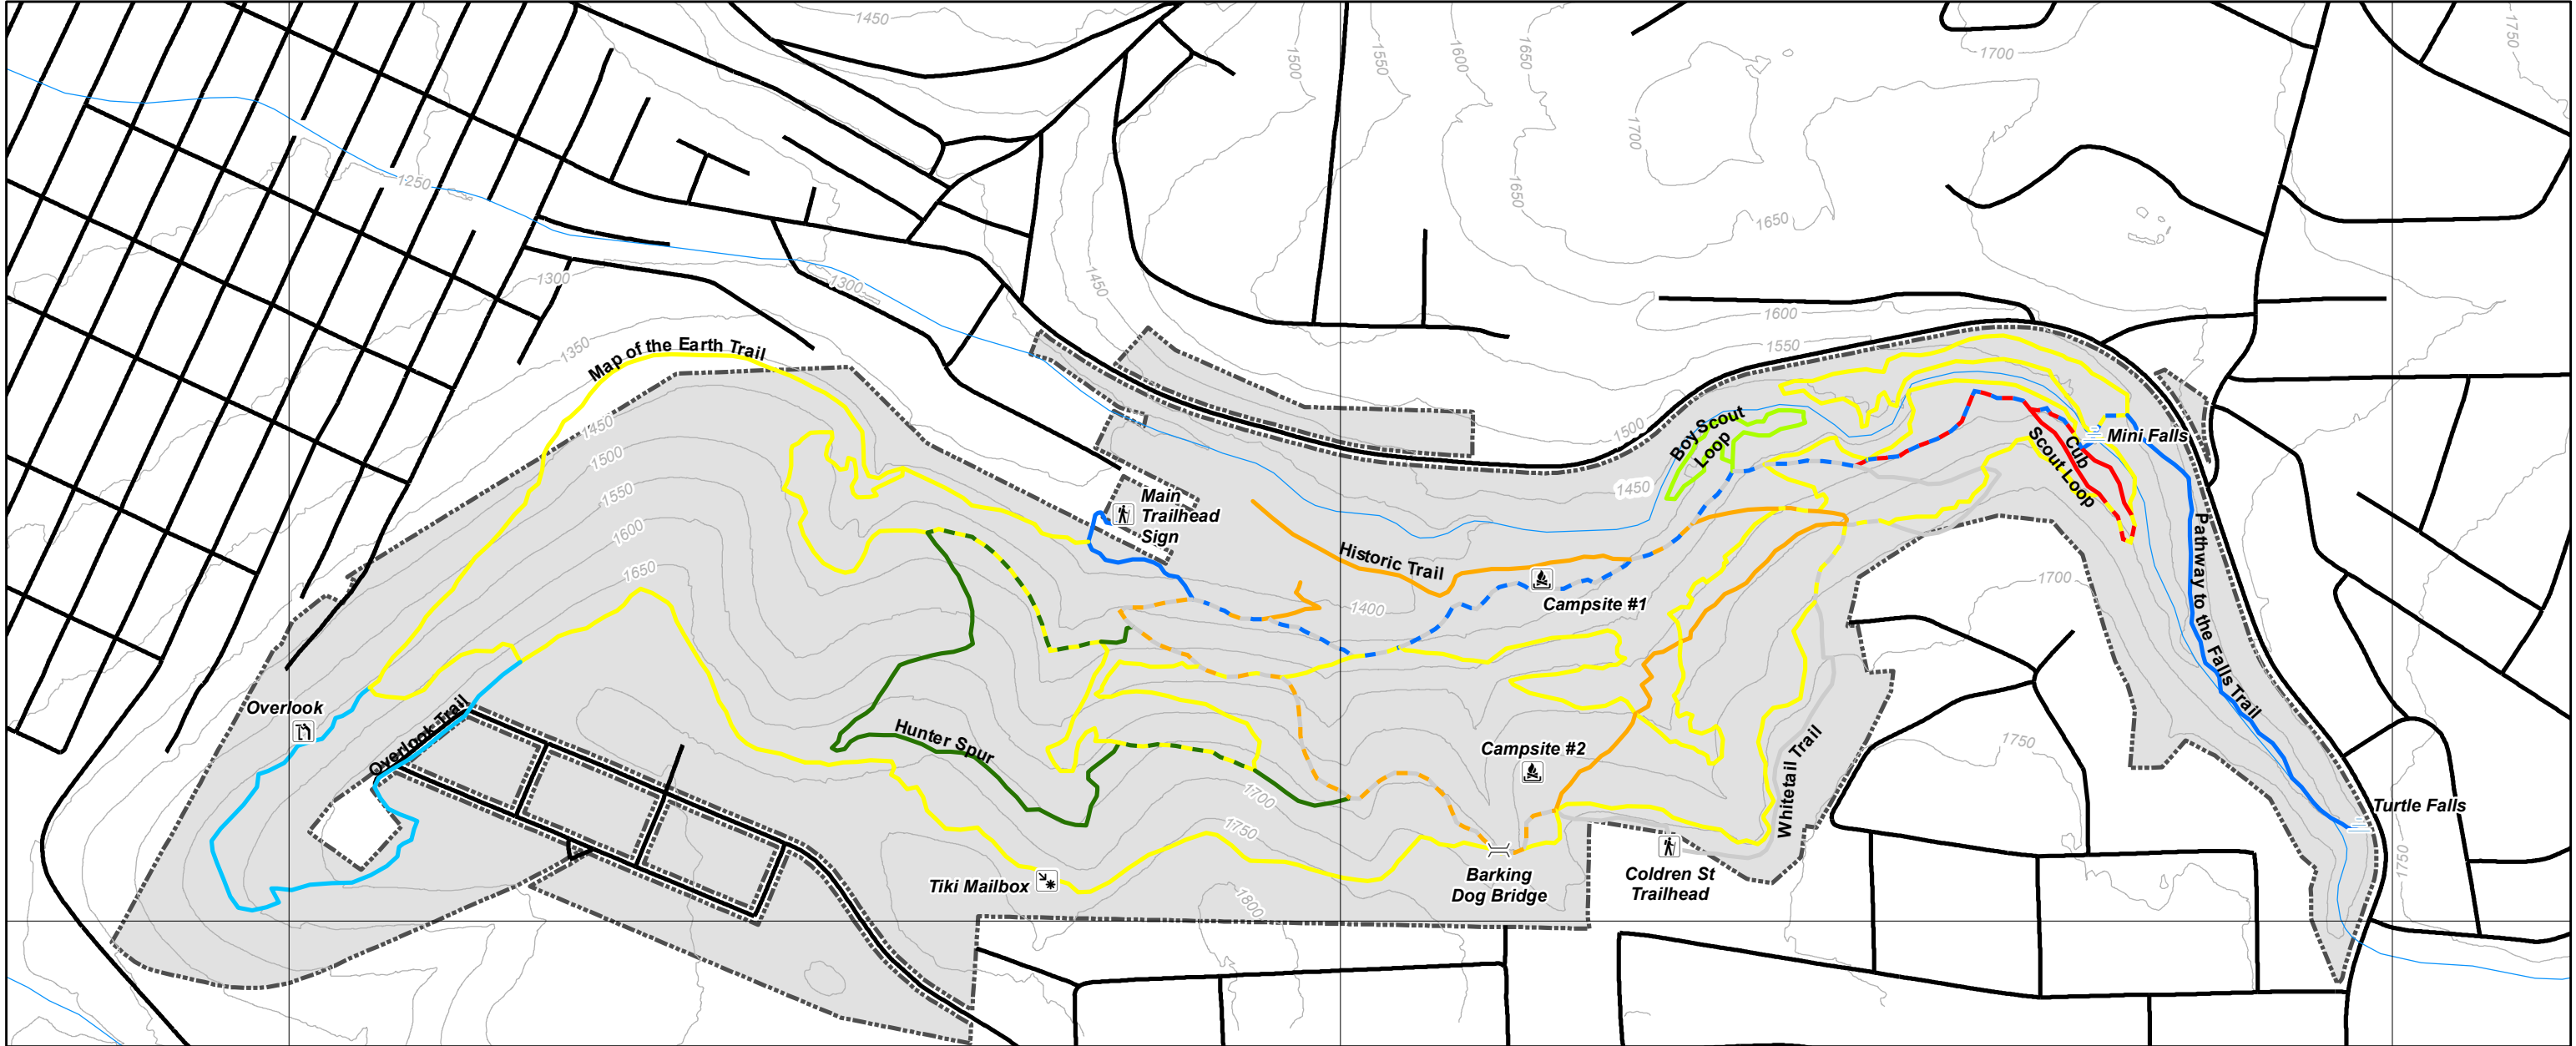 1450
1500
1550
1600
1650
1700
1750
1700
1650
1650
1250
1300
1300
1450
1600
1550
1500
1450
1350
Map of the Earth Trail
1450
1500
1550
1600
1650
Boy Scout
Loop
Mini Falls
Cub
Scout Loop
Main
Trailhead
Sign
Historic Trail
Campsite #1
1400
1700
Pathway to the Falls Trail
Overlook
Overlook Trail
Hunter Spur
Campsite #2
Whitetail Trail
1700
1750
1750
1750
Turtle Falls
Tiki Mailbox
Barking
Dog Bridge
Coldren St
Trailhead
1800